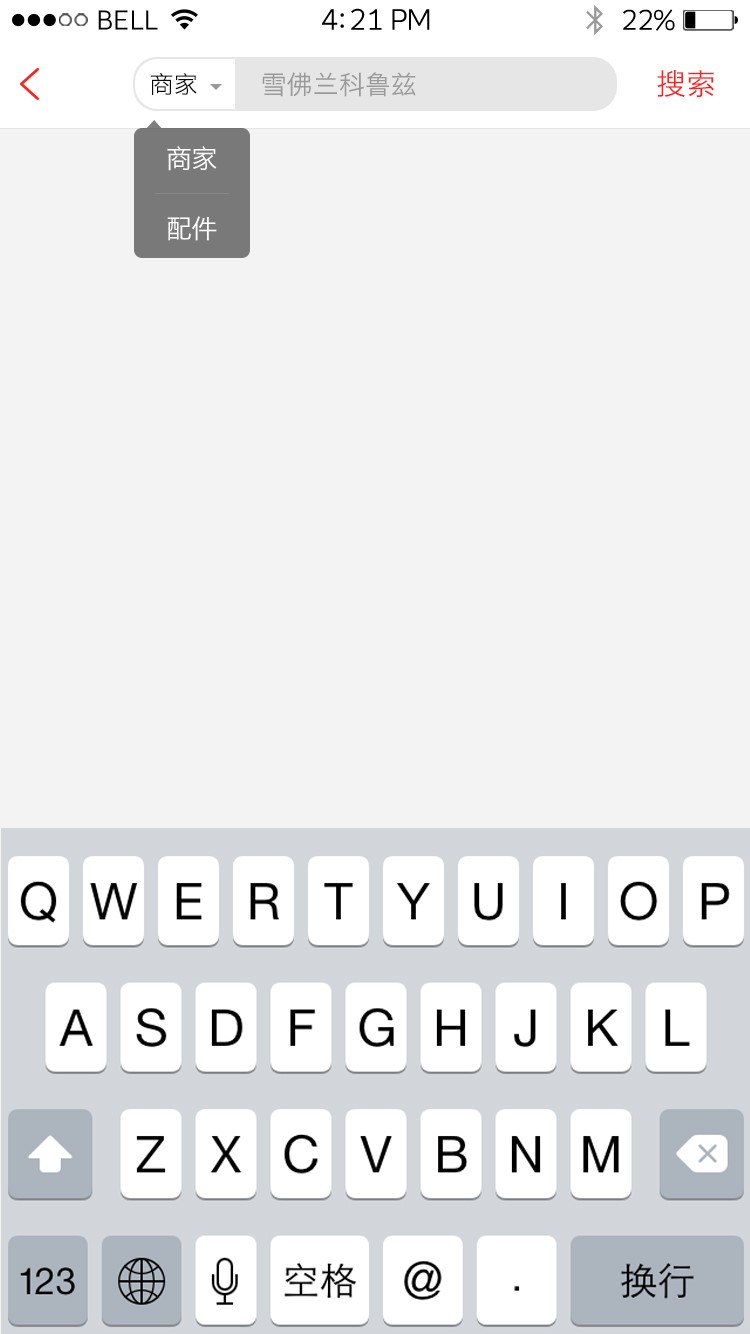 BELL 4:21 PM 22%
商家 雪佛兰科鲁兹 搜索
商家
配件
Q W E R T Y U I O P
A S D F G H J K L
Z X C V B N M
123 空格 @ . 换行